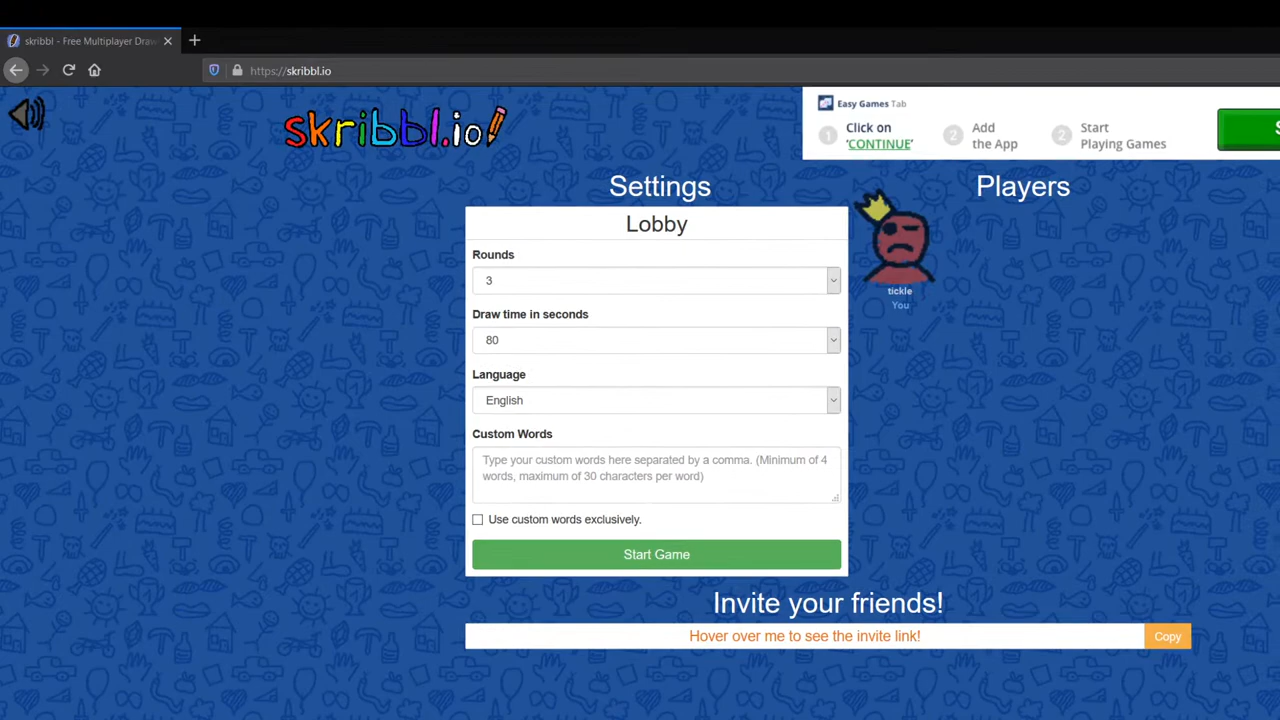 skribbl - Free Multiplayer Draw
https://skribbl.io
skribbl.io
Easy Games Tab
1 Click on 'CONTINUE'
2 Add the App
2 Start Playing Games
S
Settings
Players
Lobby
Rounds
3
Draw time in seconds
80
Language
English
Custom Words
Type your custom words here separated by a comma. (Minimum of 4
words, maximum of 30 characters per word)
Use custom words exclusively.
Start Game
tickle
You
Invite your friends!
Hover over me to see the invite link!
Copy